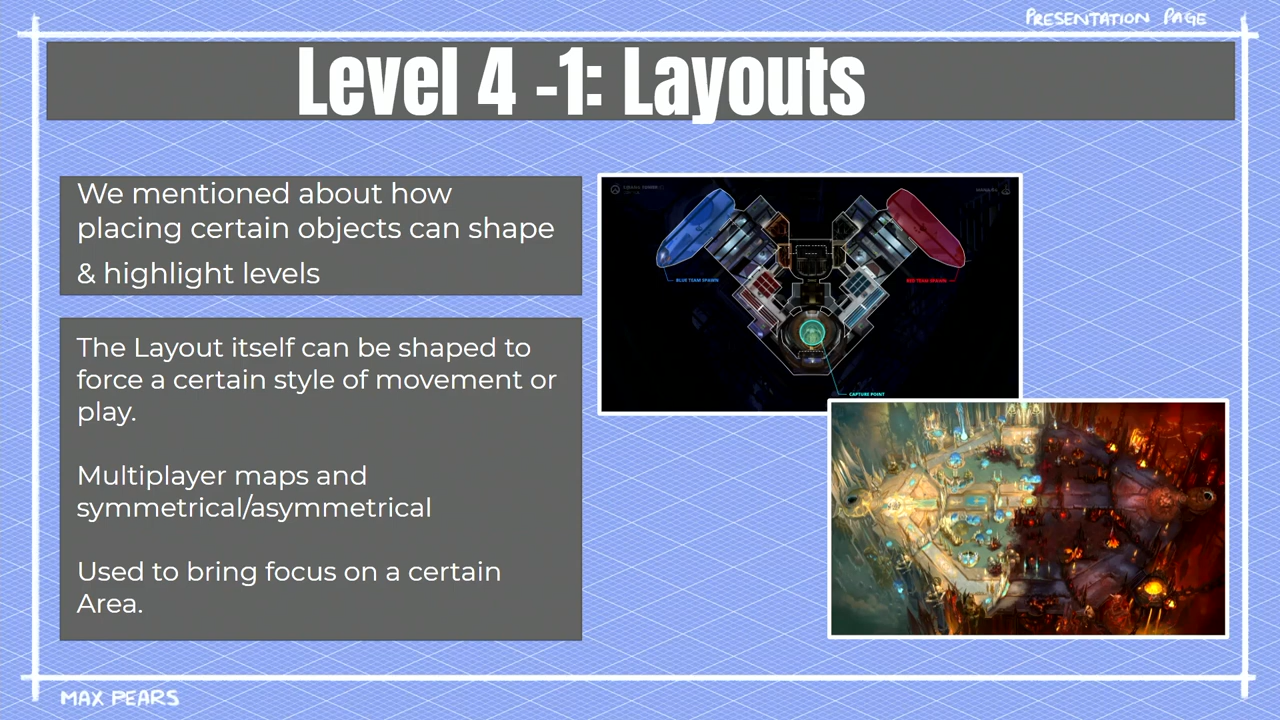 PRESENTATION PAGE
Level 4 -1: Layouts
We mentioned about how
placing certain objects can shape
& highlight levels
The Layout itself can be shaped to
force a certain style of movement or
play.
Multiplayer maps and
symmetrical/asymmetrical
Used to bring focus on a certain
Area.
BLUE TEAM SPAWN
RED TEAM SPAWN
CAPTURE POINT
MAX PEARS